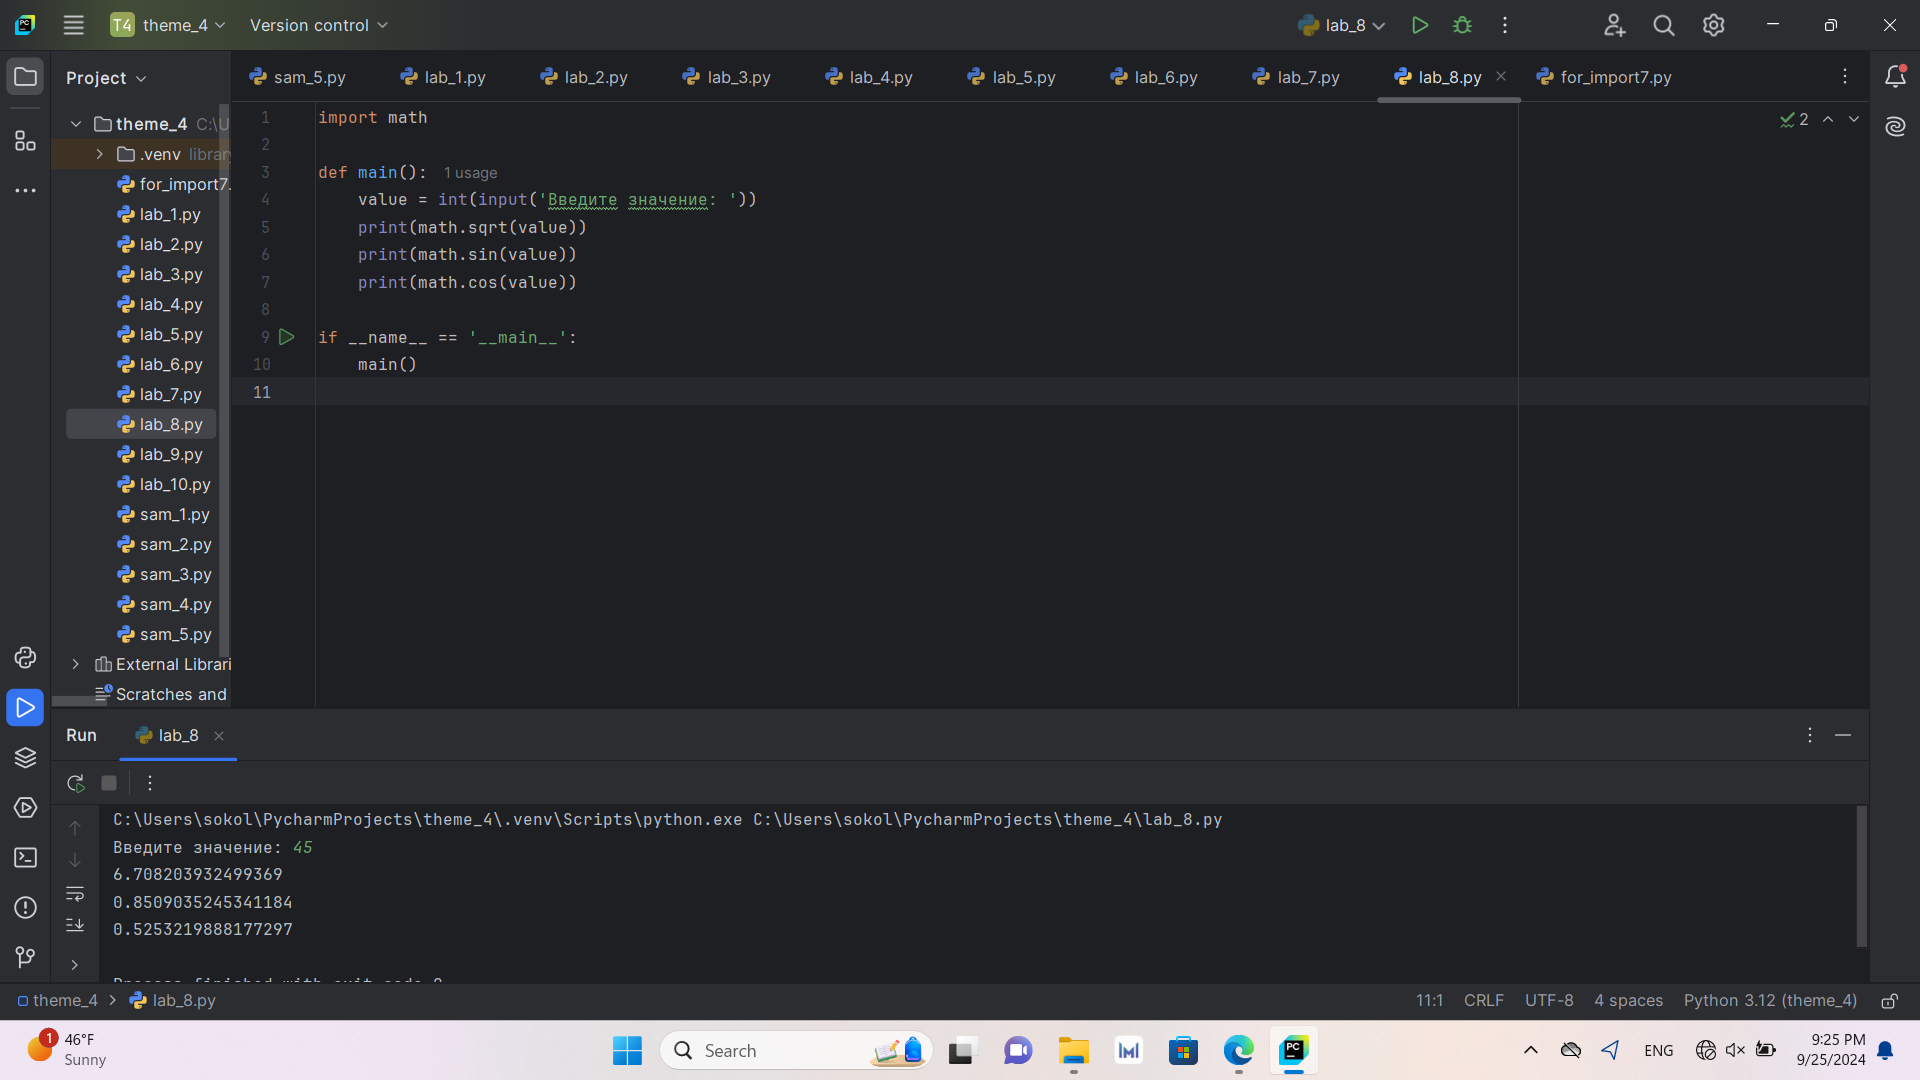 T4 theme_4 Version control lab_8
Project
sam_5.py lab_1.py lab_2.py lab_3.py lab_4.py lab_5.py lab_6.py lab_7.py lab_8.py for_import7.py
theme_4 C:\U
.venv library
for_import7.
lab_1.py
lab_2.py
lab_3.py
lab_4.py
lab_5.py
lab_6.py
lab_7.py
lab_8.py
lab_9.py
lab_10.py
sam_1.py
sam_2.py
sam_3.py
sam_4.py
sam_5.py
External Librari
Scratches and
1 import math
2
3 def main(): 1 usage
4 value = int(input('Введите значение: '))
5 print(math.sqrt(value))
6 print(math.sin(value))
7 print(math.cos(value))
8
9 if __name__ == '__main__':
10 main()
11
2
Run lab_8
C:\Users\sokol\PycharmProjects\theme_4\.venv\Scripts\python.exe C:\Users\sokol\PycharmProjects\theme_4\lab_8.py
Введите значение: 45
6.708203932499369
0.8509035245341184
0.5253219888177297
Process finished with exit code 0
theme_4 > lab_8.py 11:1 CRLF UTF-8 4 spaces Python 3.12 (theme_4)
1 46°F
Sunny
Search
PC
ENG
9:25 PM
9/25/2024